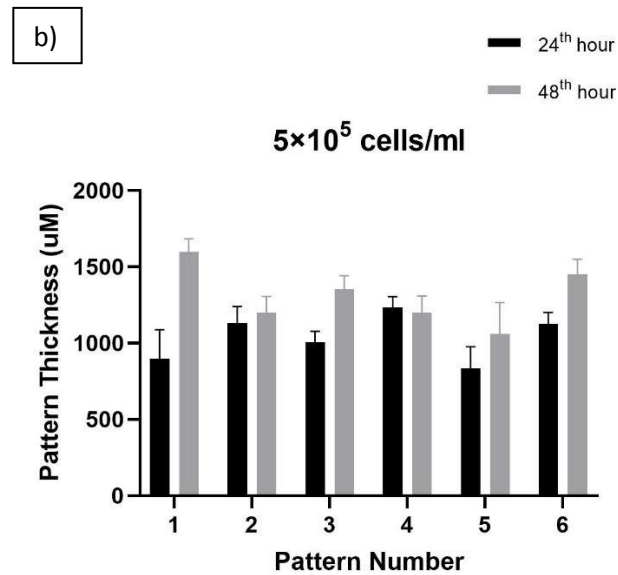 b)
24th hour
48th hour
5×10⁵ cells/ml
Pattern Thickness (uM)
2000
1500
1000
500
0
1 2 3 4 5 6
Pattern Number